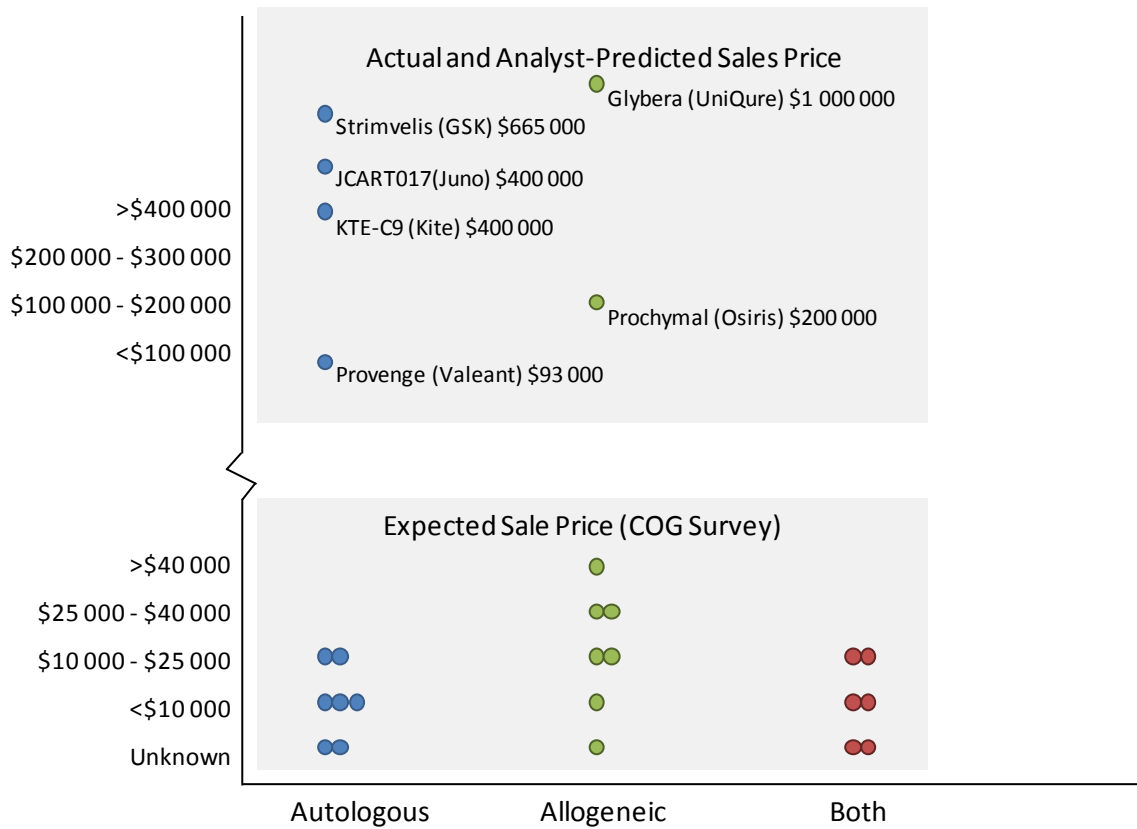 Actual and Analyst-Predicted Sales Price
Glybera (UniQure) $1 000 000
Strimvelis (GSK) $665 000
JCART017(Juno) $400 000
>$400 000
KTE-C9 (Kite) $400 000
$200 000 - $300 000
$100 000 - $200 000
Prochymal (Osiris) $200 000
<$100 000
Provenge (Valeant) $93 000
Expected Sale Price (COG Survey)
>$40 000
$25 000 - $40 000
$10 000 - $25 000
<$10 000
Unknown
Autologous
Allogeneic
Both